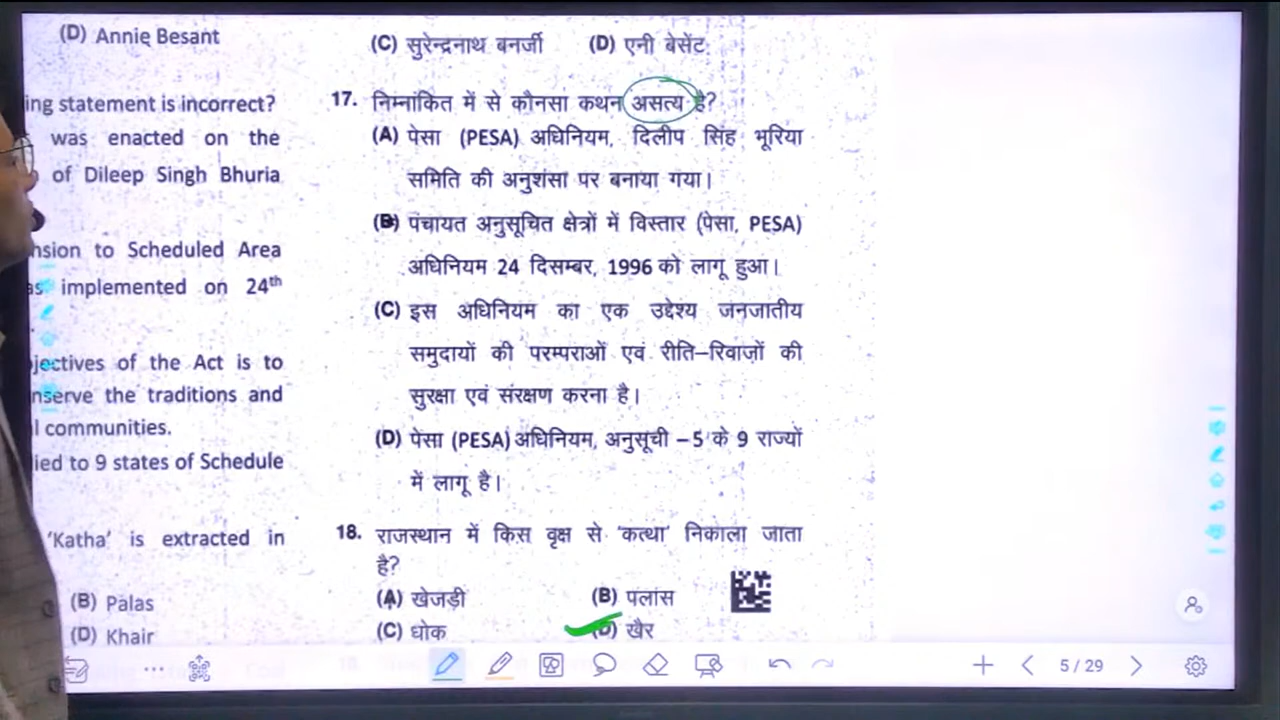 (D) Annie Besant
ing statement is incorrect?
was enacted on the
of Dileep Singh Bhuria
nsion to Scheduled Area
as implemented on 24th
jectives of the Act is to
nserve the traditions and
l communities.
lied to 9 states of Schedule
'Katha' is extracted in
(B) Palas
(D) Khair
(C) सुरेन्द्रनाथ बनर्जी (D) एनी बेसेंट
17. निम्नांकित में से कौनसा कथन असत्य है?
(A) पेसा (PESA) अधिनियम, दिलीप सिंह भूरिया
समिति की अनुशंसा पर बनाया गया।
(B) पंचायत अनुसूचित क्षेत्रों में विस्तार (पेसा, PESA)
अधिनियम 24 दिसम्बर, 1996 को लागू हुआ।
(C) इस अधिनियम का एक उद्देश्य जनजातीय
समुदायों की परम्पराओं एवं रीति–रिवाज़ों की
सुरक्षा एवं संरक्षण करना है।
(D) पेसा (PESA) अधिनियम, अनुसूची –5 के 9 राज्यों
में लागू है।
18. राजस्थान में किस वृक्ष से 'कत्था' निकाला जाता
है?
(A) खेजड़ी (B) पलास
(C) धोक (D) खैर
5 / 29